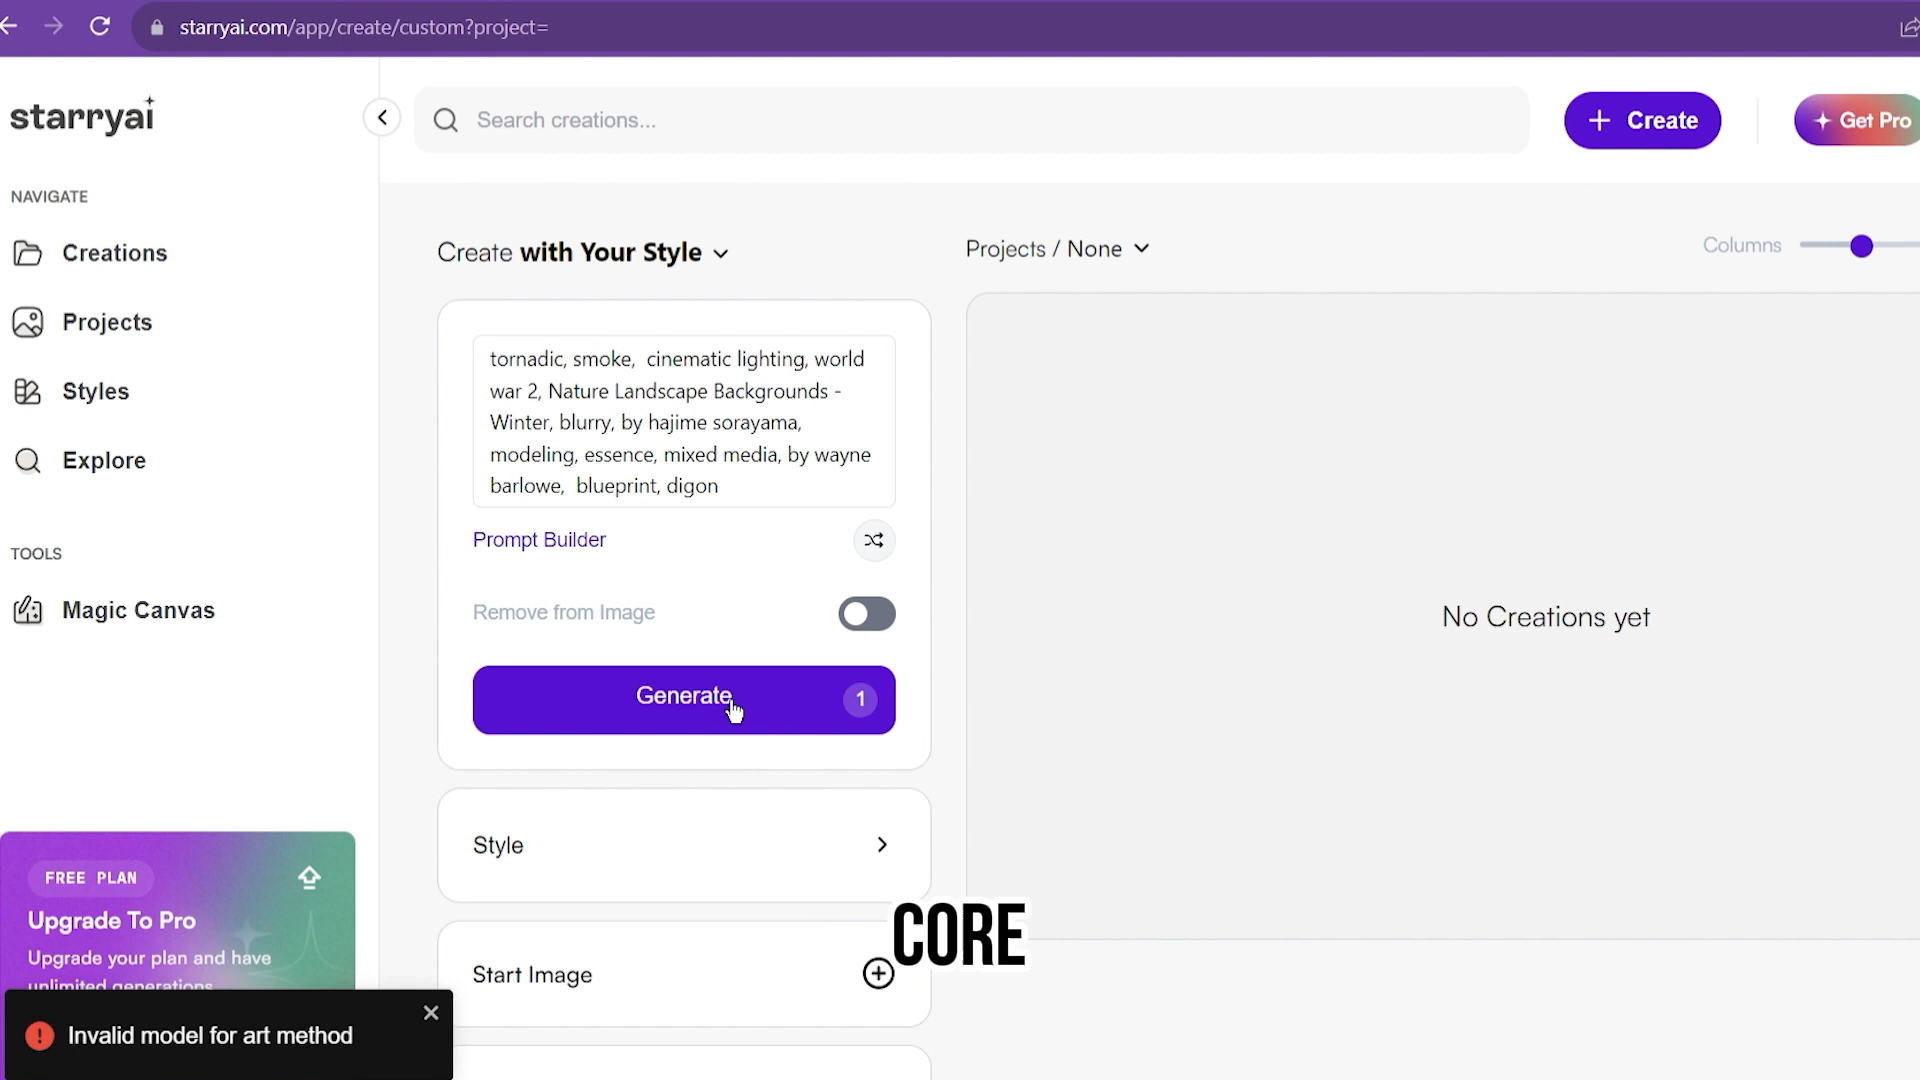 starryai.com/app/create/custom?project=
starryai
Search creations...
+ Create
Get Pro
NAVIGATE
Creations
Projects
Styles
Explore
TOOLS
Magic Canvas
Create with Your Style
Projects / None
Columns
tornadic, smoke,  cinematic lighting, world
war 2, Nature Landscape Backgrounds -
Winter, blurry, by hajime sorayama,
modeling, essence, mixed media, by wayne
barlowe,  blueprint, digon
Prompt Builder
Remove from Image
Generate 1
No Creations yet
Style
Start Image
CORE
FREE PLAN
Upgrade To Pro
Upgrade your plan and have
unlimited generations
Invalid model for art method